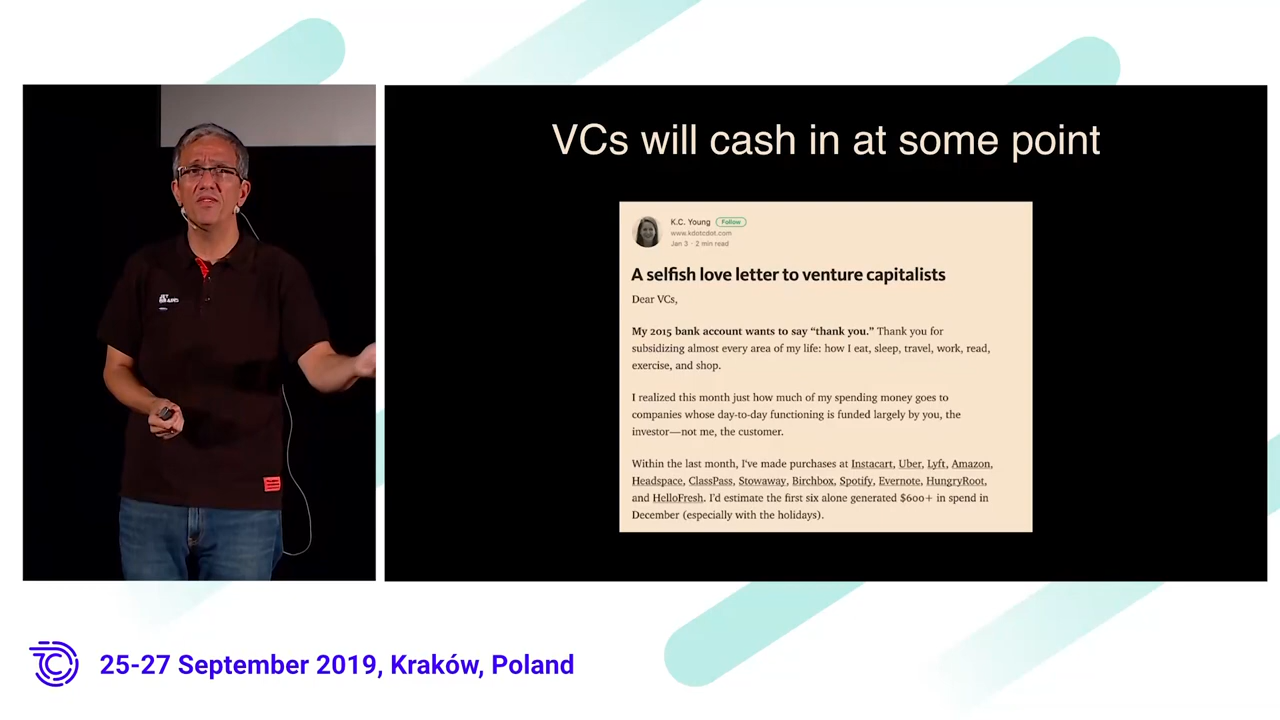 VCs will cash in at some point
K.C. Young Follow
www.kdotcdot.com
Jan 3 · 2 min read
A selfish love letter to venture capitalists
Dear VCs,
My 2015 bank account wants to say “thank you.” Thank you for
subsidizing almost every area of my life: how I eat, sleep, travel, work, read,
exercise, and shop.
I realized this month just how much of my spending money goes to
companies whose day-to-day functioning is funded largely by you, the
investor—not me, the customer.
Within the last month, I've made purchases at Instacart, Uber, Lyft, Amazon,
Headspace, ClassPass, Stowaway, Birchbox, Spotify, Evernote, HungryRoot,
and HelloFresh. I'd estimate the first six alone generated $600+ in spend in
December (especially with the holidays).
25-27 September 2019, Kraków, Poland